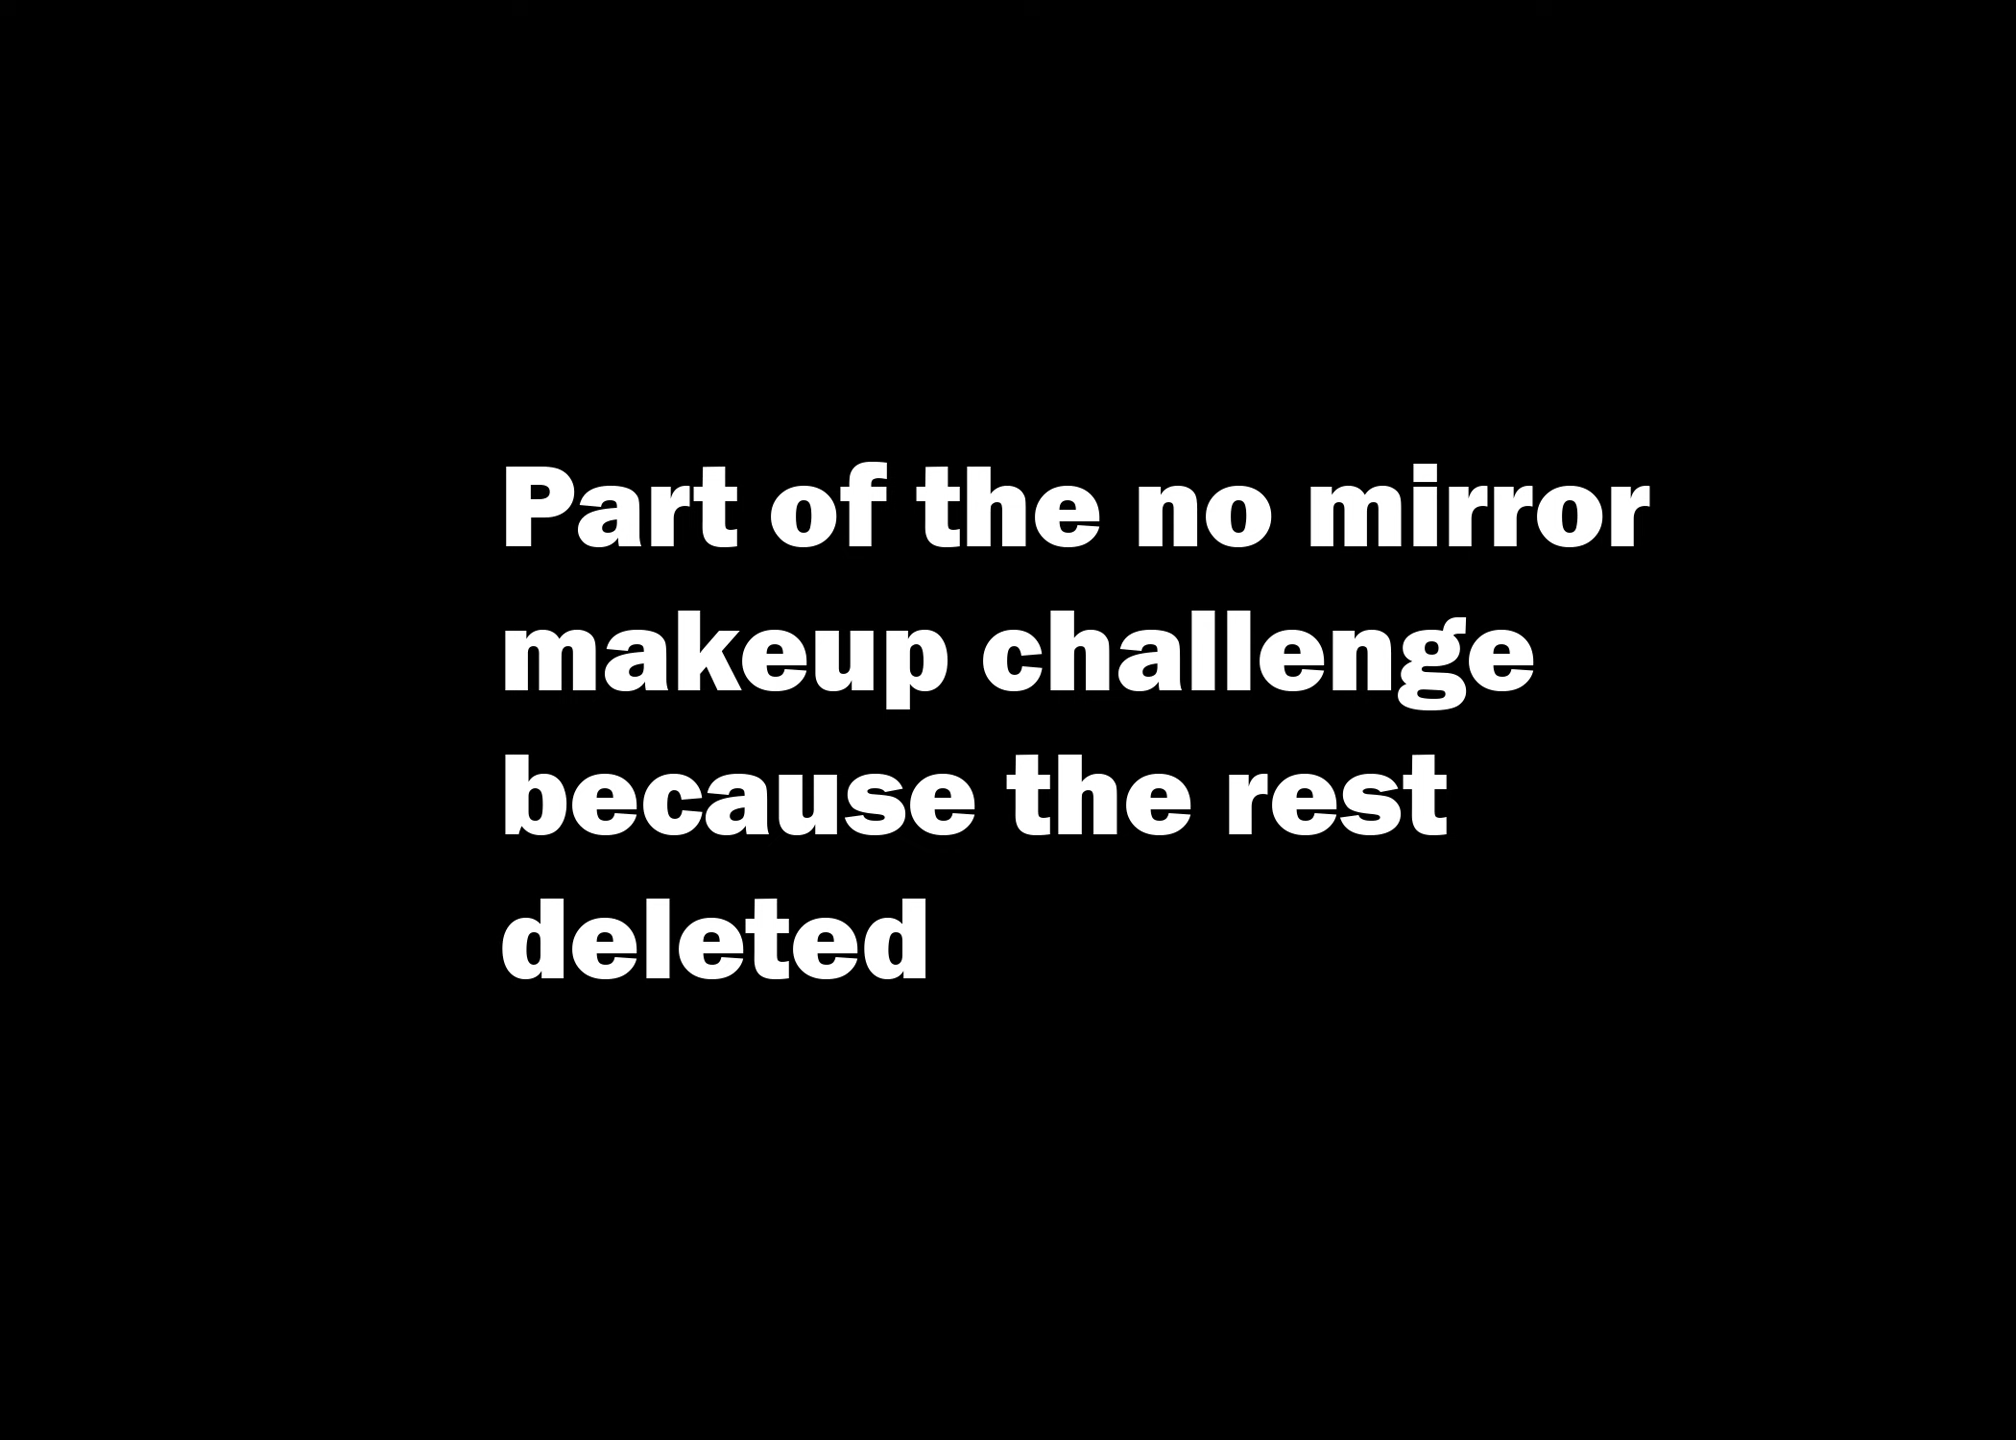 Part of the no mirror
makeup challenge
because the rest
deleted